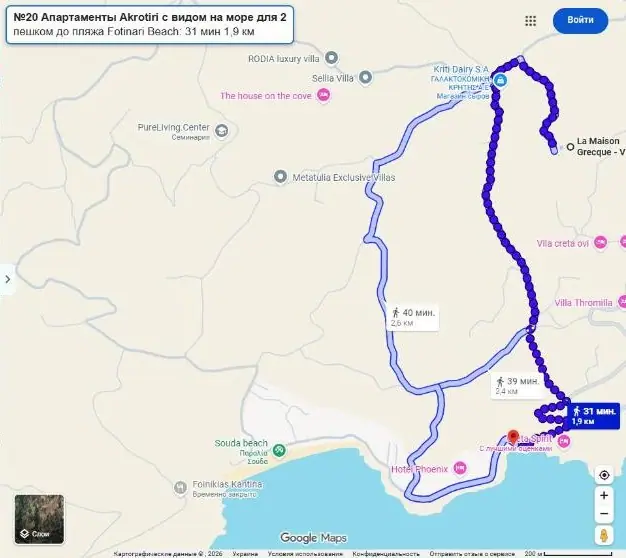 №20 Апартаменты Akrotiri с видом на море для 2
пешком до пляжа Fotinari Beach: 31 мин 1,9 км
Войти
RODIA luxury villa
Kriti Dairy S.A.
ΓΑΛΑΚΤΟΚΟΜΙΚΗ
Магазин сыров
Sellia Villa
The house on the cove
PureLiving.Center
Семинария
La Maison
Grecque - V
Metatulia Exclusive Villas
Villa creta ovi
Villa Thromilla
40 мин.
2,6 км
39 мин.
2,4 км
31 мин.
1,9 км
Spirit
С лучшими оценками
Souda beach
Παραλία
Σούδα
Hotel Phoenix
Foinikias Kantina
Временно закрыто
Слои
Google Maps
Картографические данные © , 2026
Украина
Условия использования
Конфиденциальность
Отправить отзыв о сервисе
200 м